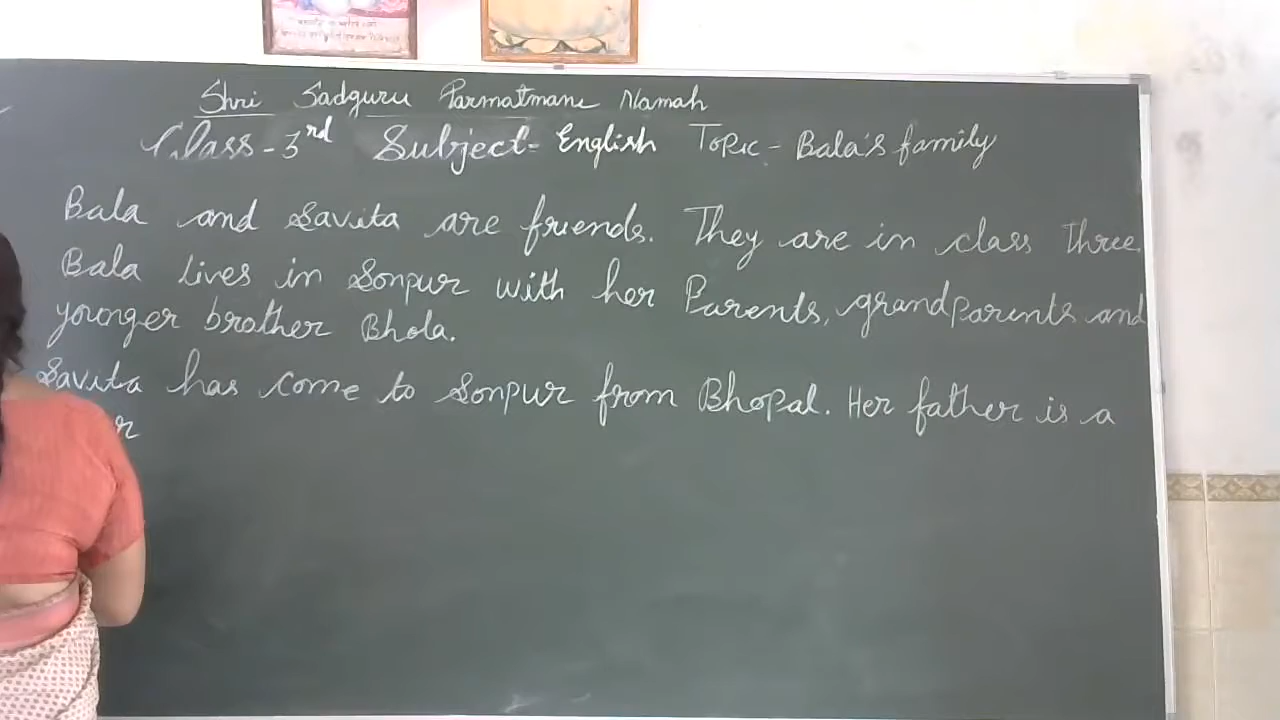 Shri Sadguru Parmatmane Namah
Class - 3rd Subject - English Topic - Bala's family
Bala and Savita are friends. They are in class three.
Bala lives in Sonpur with her Parents, grandparents and
younger brother Bhola.
Savita has come to Sonpur from Bhopal. Her father is a